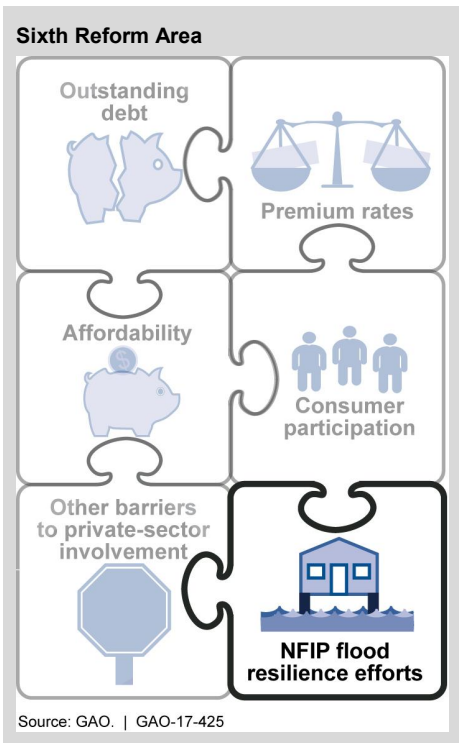 Sixth Reform Area
Outstanding
debt
Premium rates
Affordability
$
Consumer
participation
Other barriers
to private-sector
involvement
NFIP flood
resilience efforts
Source: GAO. | GAO-17-425